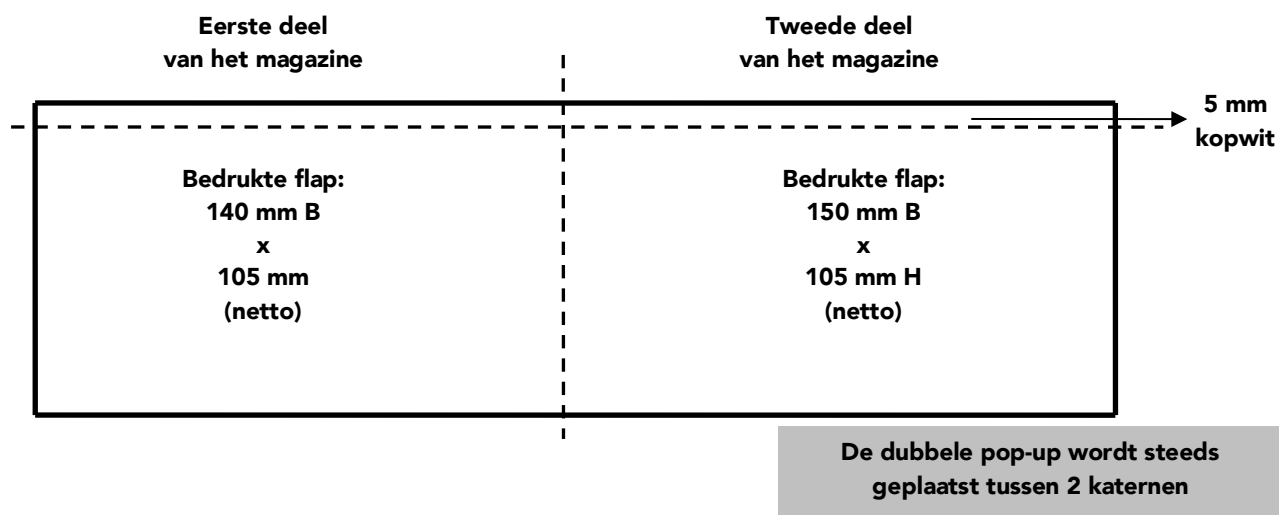 Eerste deel
van het magazine
Tweede deel
van het magazine
5 mm
kopwit
Bedrukte flap:
140 mm B
x
105 mm
(netto)
Bedrukte flap:
150 mm B
x
105 mm H
(netto)
De dubbele pop-up wordt steeds
geplaatst tussen 2 katernen